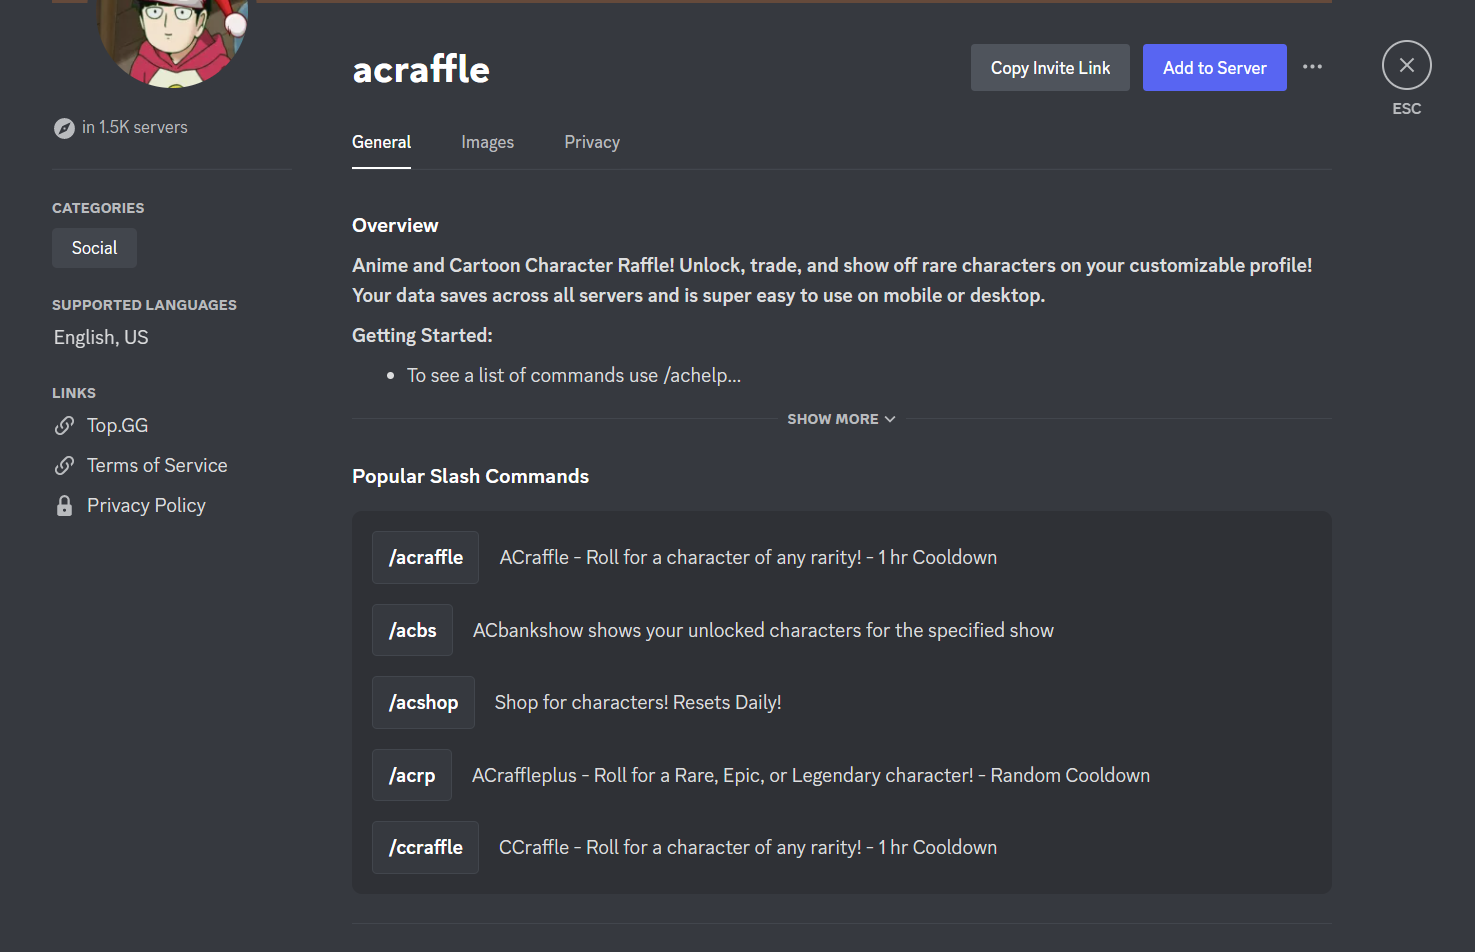 acraffle
Copy Invite Link
Add to Server
ESC
in 1.5K servers
General
Images
Privacy
CATEGORIES
Social
SUPPORTED LANGUAGES
English, US
LINKS
Top.GG
Terms of Service
Privacy Policy
Overview
Anime and Cartoon Character Raffle! Unlock, trade, and show off rare characters on your customizable profile!
Your data saves across all servers and is super easy to use on mobile or desktop.
Getting Started:
• To see a list of commands use /achelp...
SHOW MORE
Popular Slash Commands
/acraffle ACraffle - Roll for a character of any rarity! - 1 hr Cooldown
/acbs ACbankshow shows your unlocked characters for the specified show
/acshop Shop for characters! Resets Daily!
/acrp ACraffleplus - Roll for a Rare, Epic, or Legendary character! - Random Cooldown
/ccraffle CCraffle - Roll for a character of any rarity! - 1 hr Cooldown